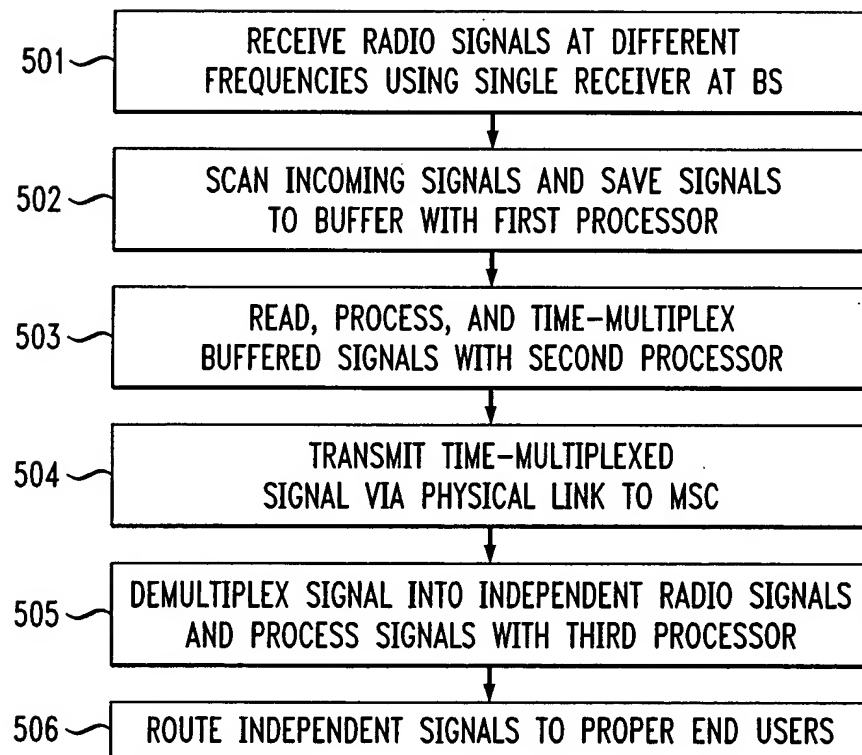 501
RECEIVE RADIO SIGNALS AT DIFFERENT
FREQUENCIES USING SINGLE RECEIVER AT BS
502
SCAN INCOMING SIGNALS AND SAVE SIGNALS
TO BUFFER WITH FIRST PROCESSOR
503
READ, PROCESS, AND TIME-MULTIPLEX
BUFFERED SIGNALS WITH SECOND PROCESSOR
504
TRANSMIT TIME-MULTIPLEXED
SIGNAL VIA PHYSICAL LINK TO MSC
505
DEMULTIPLEX SIGNAL INTO INDEPENDENT RADIO SIGNALS
AND PROCESS SIGNALS WITH THIRD PROCESSOR
506
ROUTE INDEPENDENT SIGNALS TO PROPER END USERS